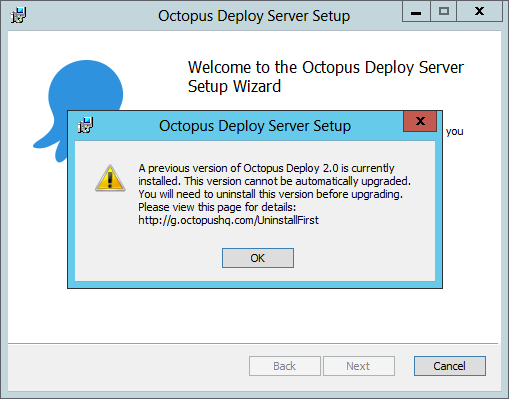 Octopus Deploy Server Setup
Welcome to the Octopus Deploy Server
Setup Wizard
you
Octopus Deploy Server Setup
A previous version of Octopus Deploy 2.0 is currently
installed. This version cannot be automatically upgraded.
You will need to uninstall this version before upgrading.
Please view this page for details:
http://g.octopushq.com/UninstallFirst
OK
Back
Next
Cancel